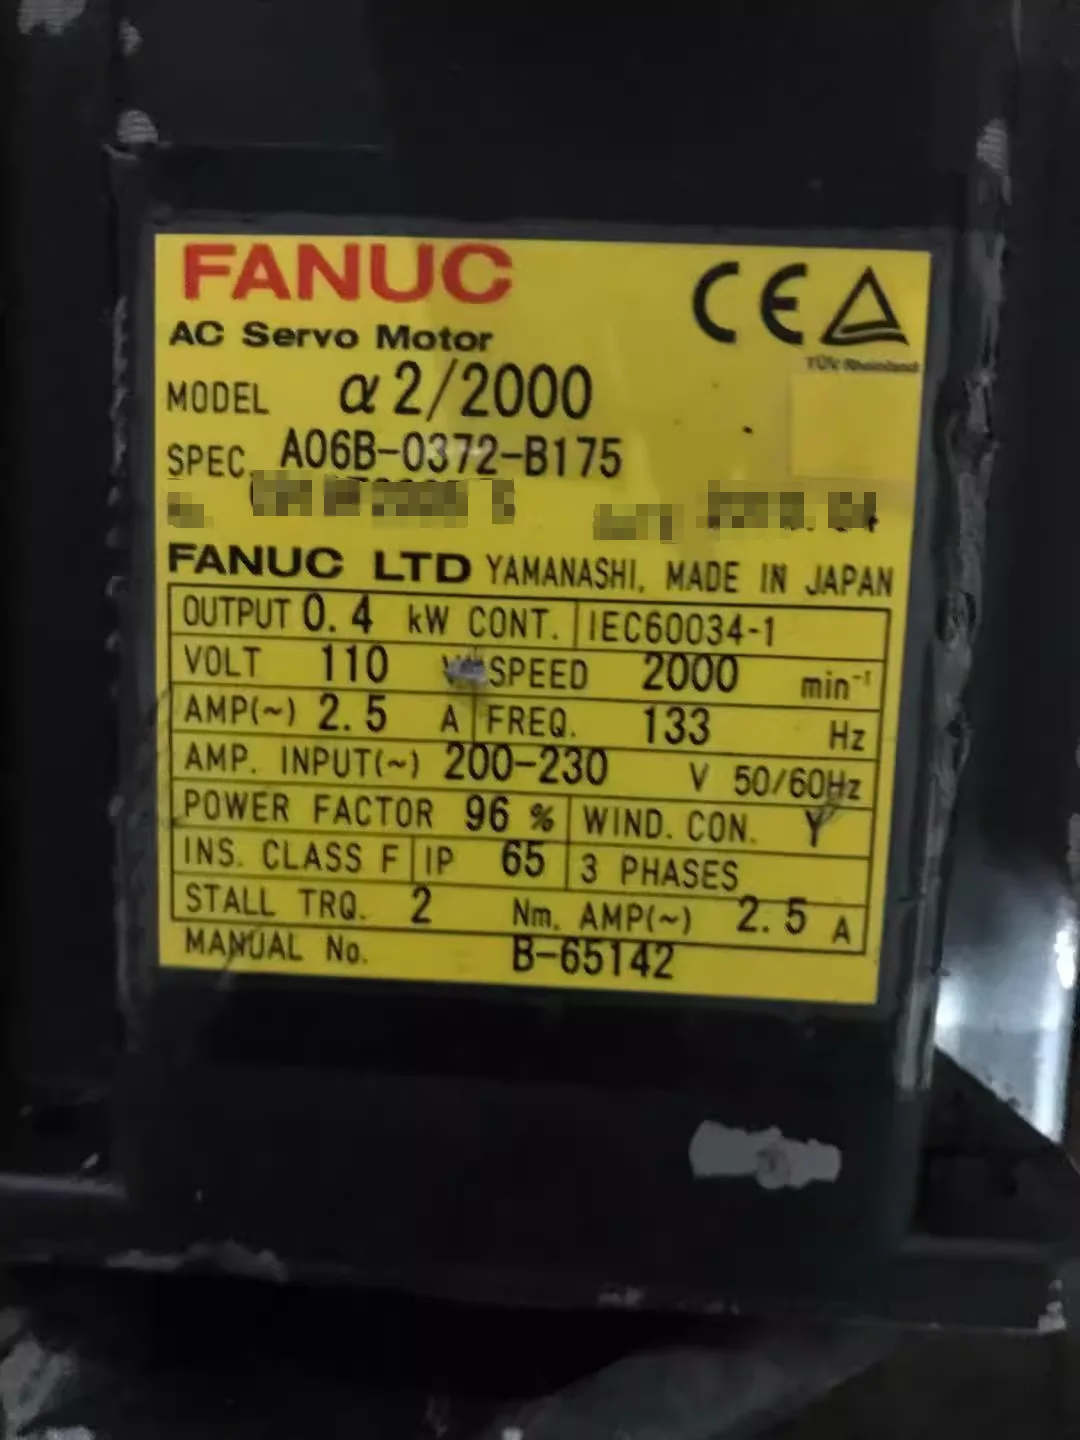 FANUC
CE
TÜV Rheinland
AC Servo Motor
MODEL α2/2000
SPEC. A06B-0372-B175
FANUC LTD YAMANASHI, MADE IN JAPAN
OUTPUT 0.4 kW CONT. IEC60034-1
VOLT 110 SPEED 2000 min⁻¹
AMP(~) 2.5 A FREQ. 133 Hz
AMP. INPUT(~) 200-230 V 50/60Hz
POWER FACTOR 96 % WIND. CON. Y
INS. CLASS F IP 65 3 PHASES
STALL TRQ. 2 Nm. AMP(~) 2.5 A
MANUAL No. B-65142